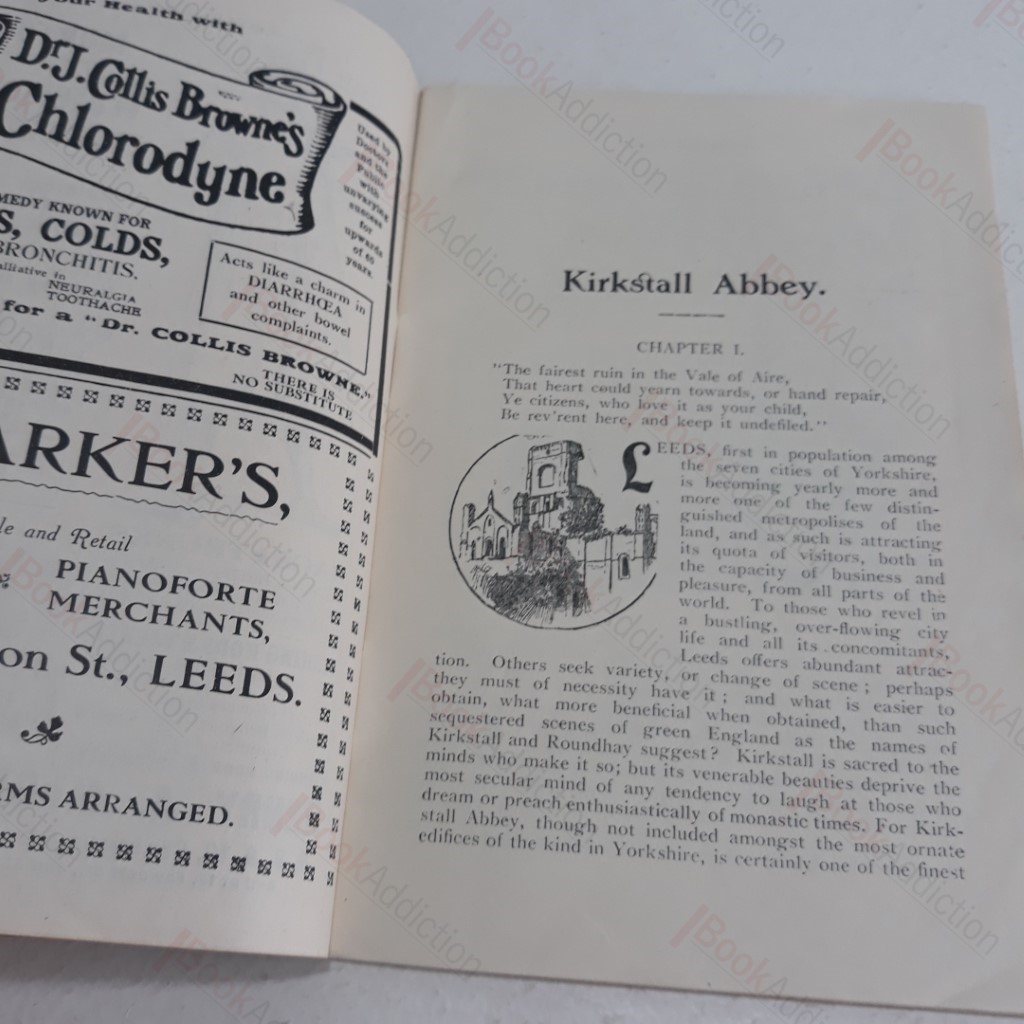 our Health with
Dr. J. Collis Browne's
Chlorodyne
Used by
Doctors
and the
Public
with
unvarying
success
for
upwards
of 60
years.
MEDY KNOWN FOR
S, COLDS,
BRONCHITIS.
alliative in
NEURALGIA
TOOTHACHE
Acts like a charm in
DIARRHŒA
and other bowel
complaints.
for a "Dr. COLLIS BROWNE."
THERE IS
NO SUBSTITUTE
ARKER'S,
le and Retail
PIANOFORTE
MERCHANTS,
on St., LEEDS.
RMS ARRANGED.
Kirkstall Abbey.
CHAPTER I.
"The fairest ruin in the Vale of Aire,
That heart could yearn towards, or hand repair,
Ye citizens, who love it as your child,
Be rev'rent here, and keep it undefiled."
LEEDS, first in population among
the seven cities of Yorkshire,
is becoming yearly more and
more one of the few distin-
guished metropolises of the
land, and as such is attracting
its quota of visitors, both in
the capacity of business and
pleasure, from all parts of the
world. To those who revel in
a bustling, over-flowing city
life and all its concomitants,
Leeds offers abundant attrac-
tion. Others seek variety, or change of scene; perhaps
they must of necessity have it; and what is easier to
obtain, what more beneficial when obtained, than such
sequestered scenes of green England as the names of
Kirkstall and Roundhay suggest? Kirkstall is sacred to the
minds who make it so; but its venerable beauties deprive the
most secular mind of any tendency to laugh at those who
dream or preach enthusiastically of monastic times. For Kirk-
stall Abbey, though not included amongst the most ornate
edifices of the kind in Yorkshire, is certainly one of the finest
BookAddiction